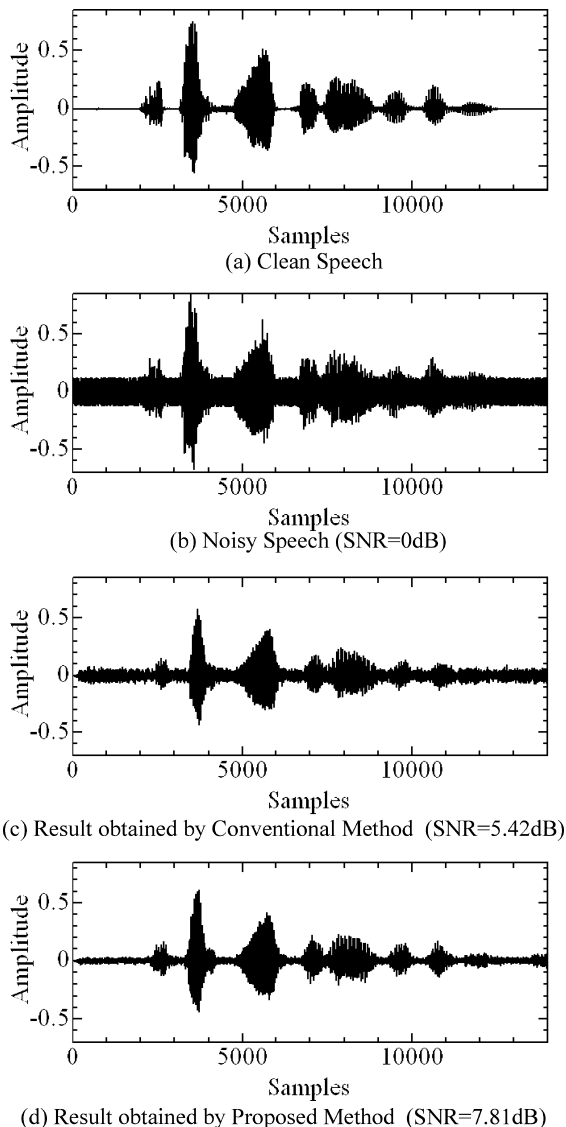 Amplitude
0.5
0
-0.5
0 5000 10000
Samples
(a) Clean Speech
Amplitude
0.5
0
-0.5
0 5000 10000
Samples
(b) Noisy Speech (SNR=0dB)
Amplitude
0.5
0
-0.5
0 5000 10000
Samples
(c) Result obtained by Conventional Method (SNR=5.42dB)
Amplitude
0.5
0
-0.5
0 5000 10000
Samples
(d) Result obtained by Proposed Method (SNR=7.81dB)